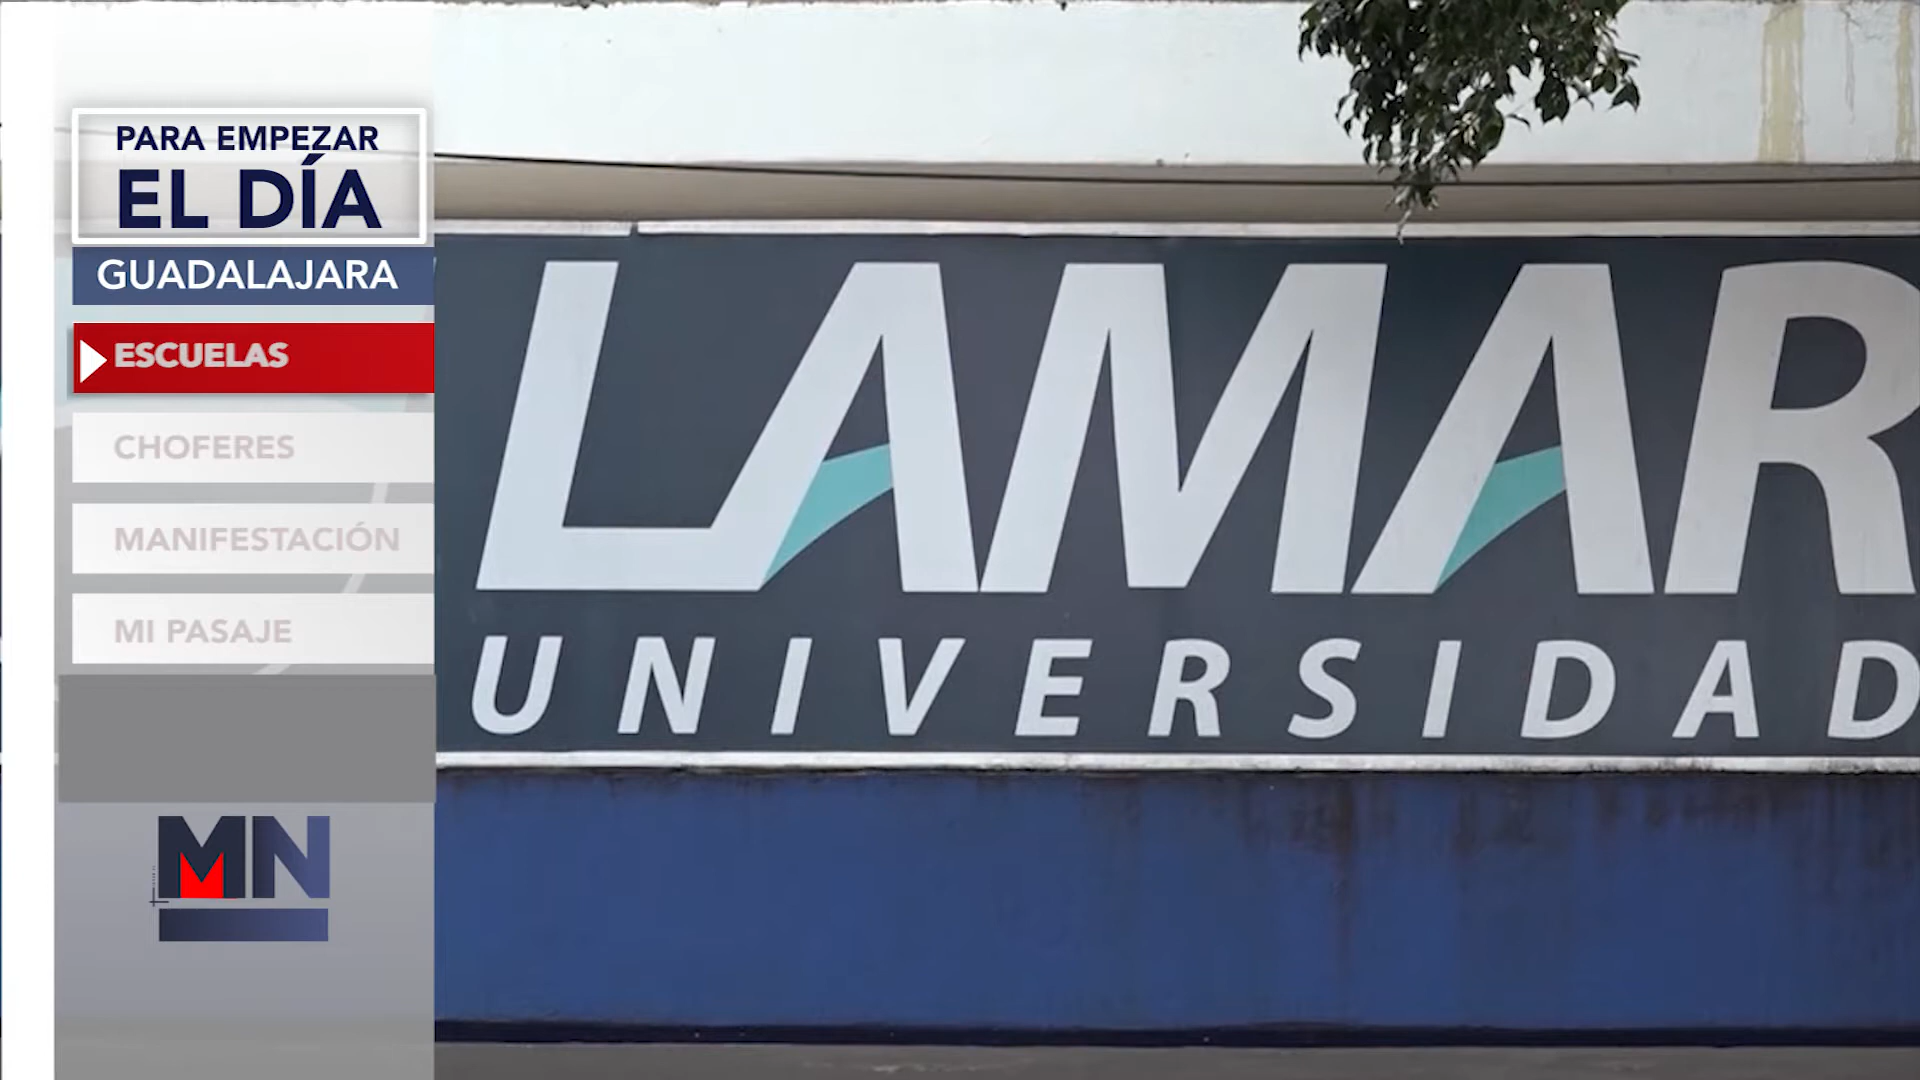 PARA EMPEZAR
EL DÍA
GUADALAJARA
ESCUELAS
CHOFERES
MANIFESTACIÓN
MI PASAJE
MN
LAMAR
UNIVERSIDAD